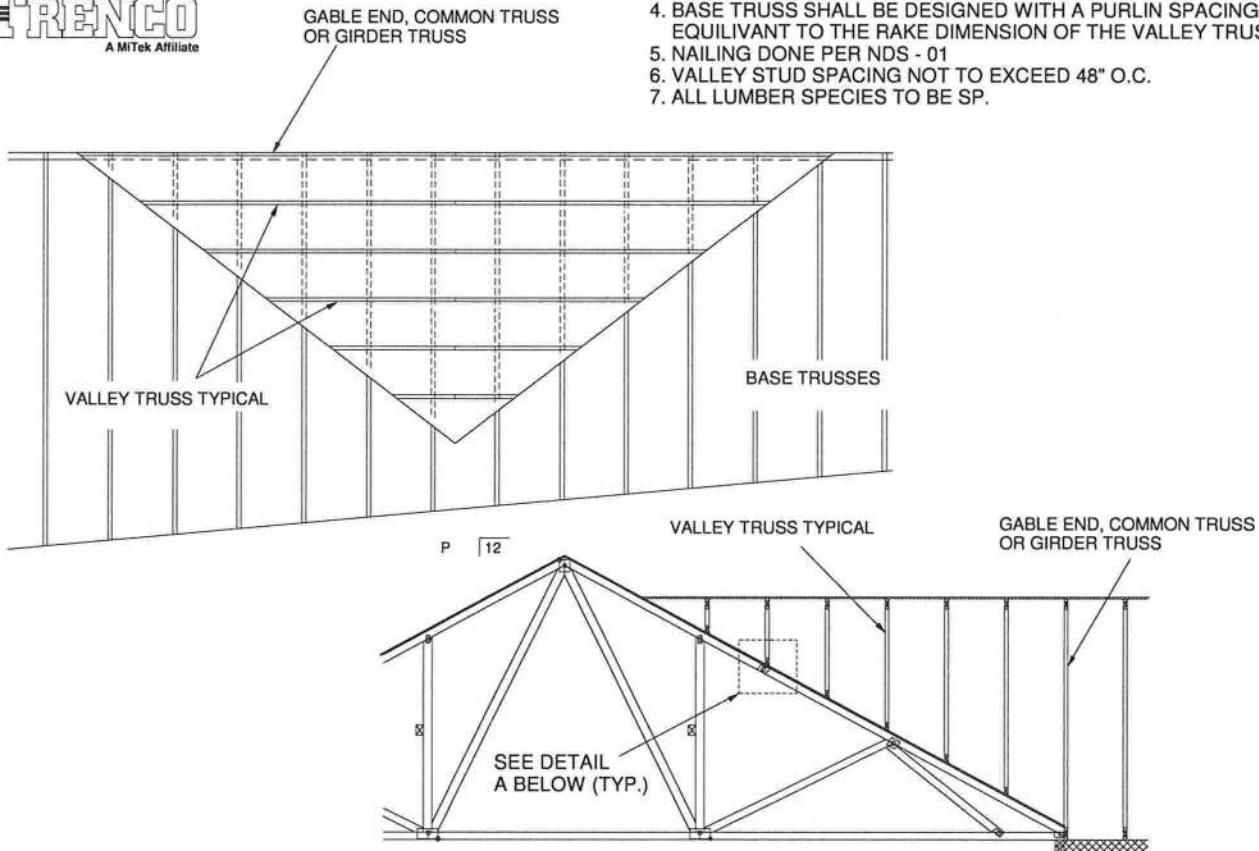 TRENCO
A MiTek Affiliate
GABLE END, COMMON TRUSS
OR GIRDER TRUSS
4. BASE TRUSS SHALL BE DESIGNED WITH A PURLIN SPACING
EQUILIVANT TO THE RAKE DIMENSION OF THE VALLEY TRUS
5. NAILING DONE PER NDS - 01
6. VALLEY STUD SPACING NOT TO EXCEED 48" O.C.
7. ALL LUMBER SPECIES TO BE SP.
VALLEY TRUSS TYPICAL
BASE TRUSSES
P 12
VALLEY TRUSS TYPICAL
GABLE END, COMMON TRUSS
OR GIRDER TRUSS
SEE DETAIL
A BELOW (TYP.)